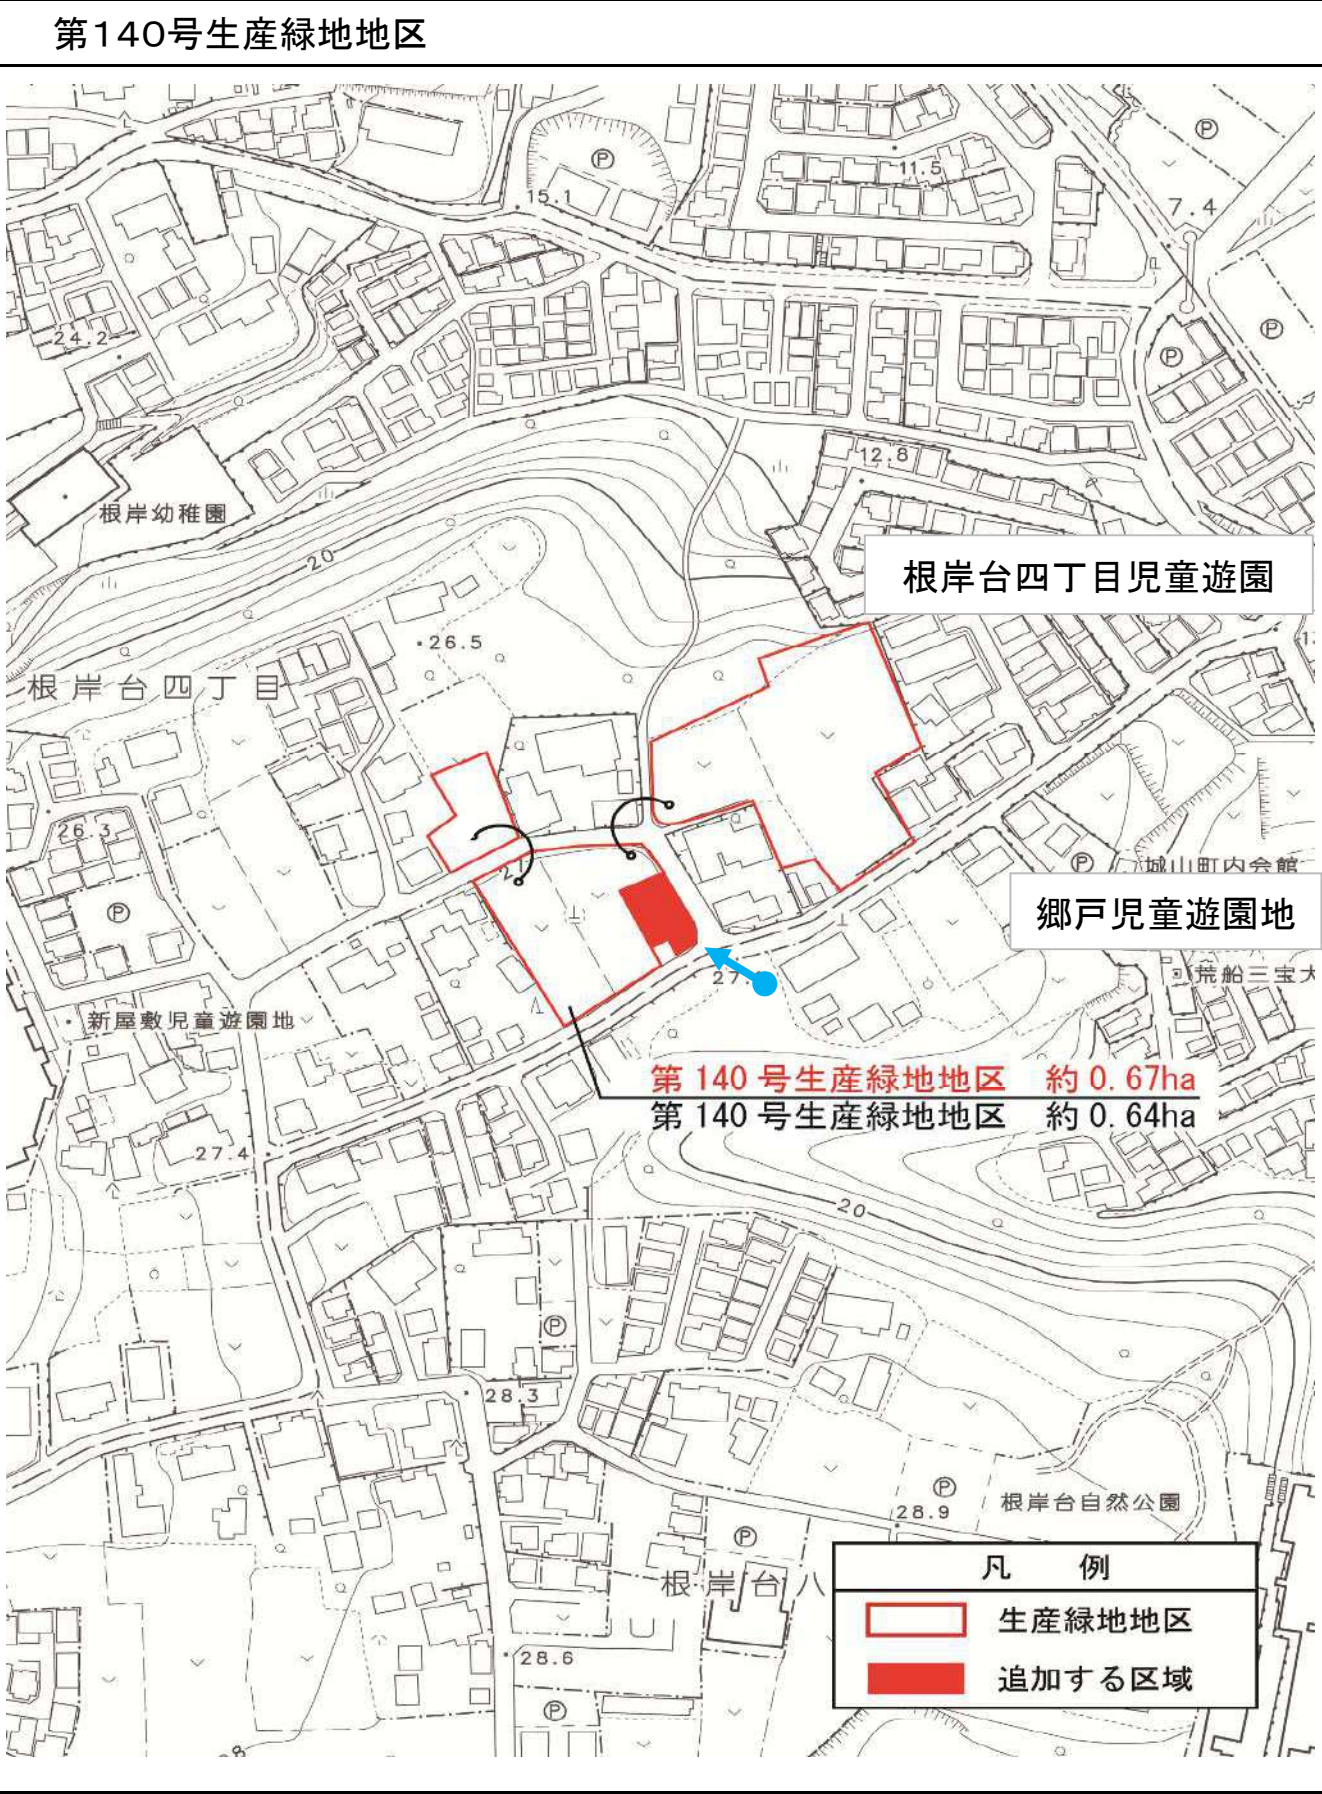 第140号生産緑地地区
15.1
11.5
7.4
24.2
12.8
根岸幼稚園
20
根岸台四丁目児童遊園
26.5
根岸台四丁目
26.3
城山町内会館
郷戸児童遊園地
荒船三宝大
27.
新屋敷児童遊園地
第140号生産緑地地区 約0.67ha
第140号生産緑地地区 約0.64ha
27.4
20
28.3
28.9
根岸台自然公園
根岸台八
凡 例
生産緑地地区
追加する区域
28.6